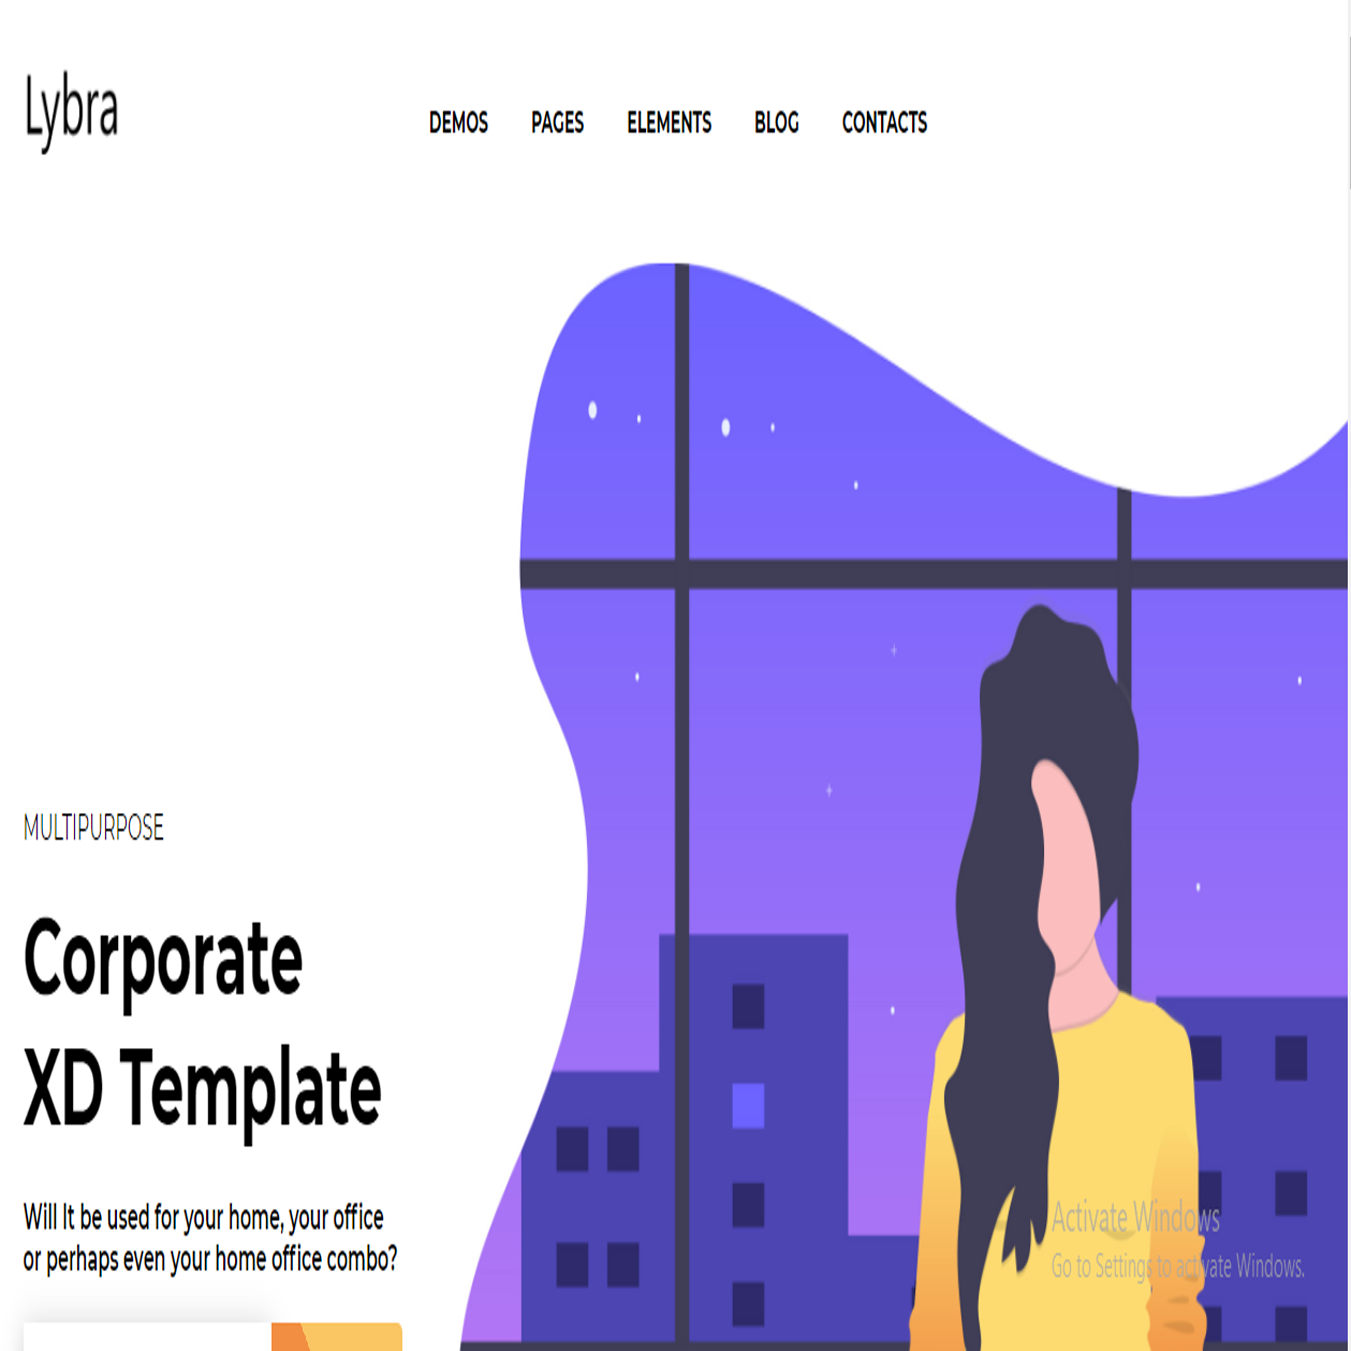 Lybra
DEMOS PAGES ELEMENTS BLOG CONTACTS
MULTIPURPOSE
Corporate
XD Template
Will It be used for your home, your office
or perhaps even your home office combo?
Activate Windows
Go to Settings to activate Windows.